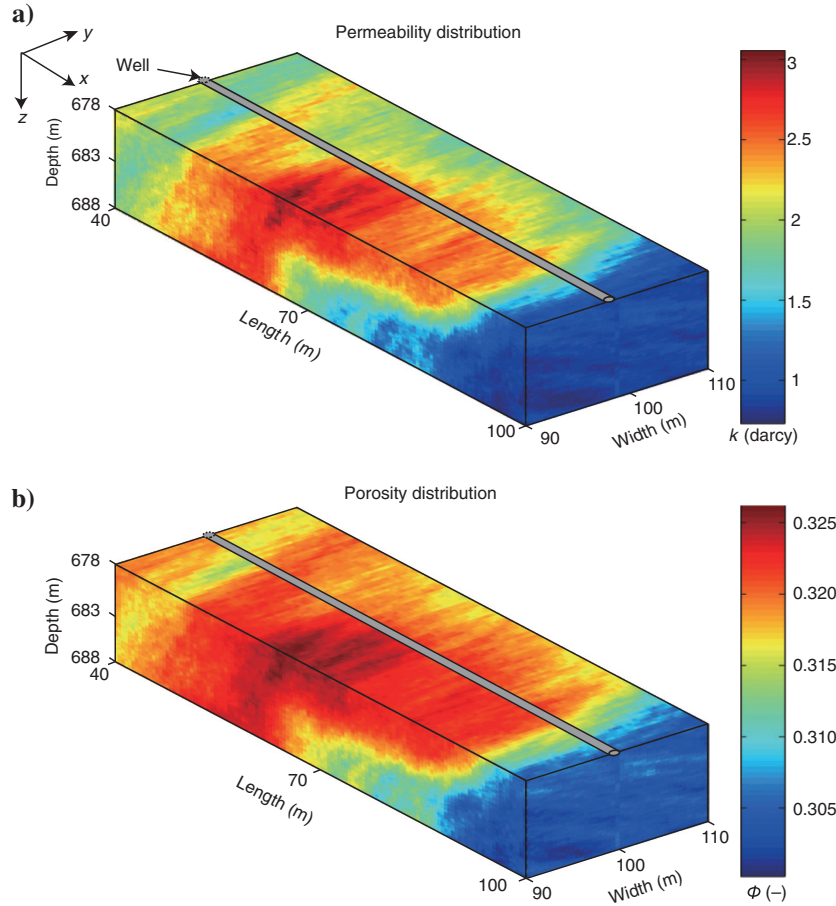 a)
Permeability distribution
y
x
z
Well
678
683
688
Depth (m)
40
70
100
Length (m)
90
100
110
Width (m)
3
2.5
2
1.5
1
k (darcy)
b)
Porosity distribution
678
683
688
Depth (m)
40
70
100
Length (m)
90
100
110
Width (m)
0.325
0.320
0.315
0.310
0.305
Φ (–)